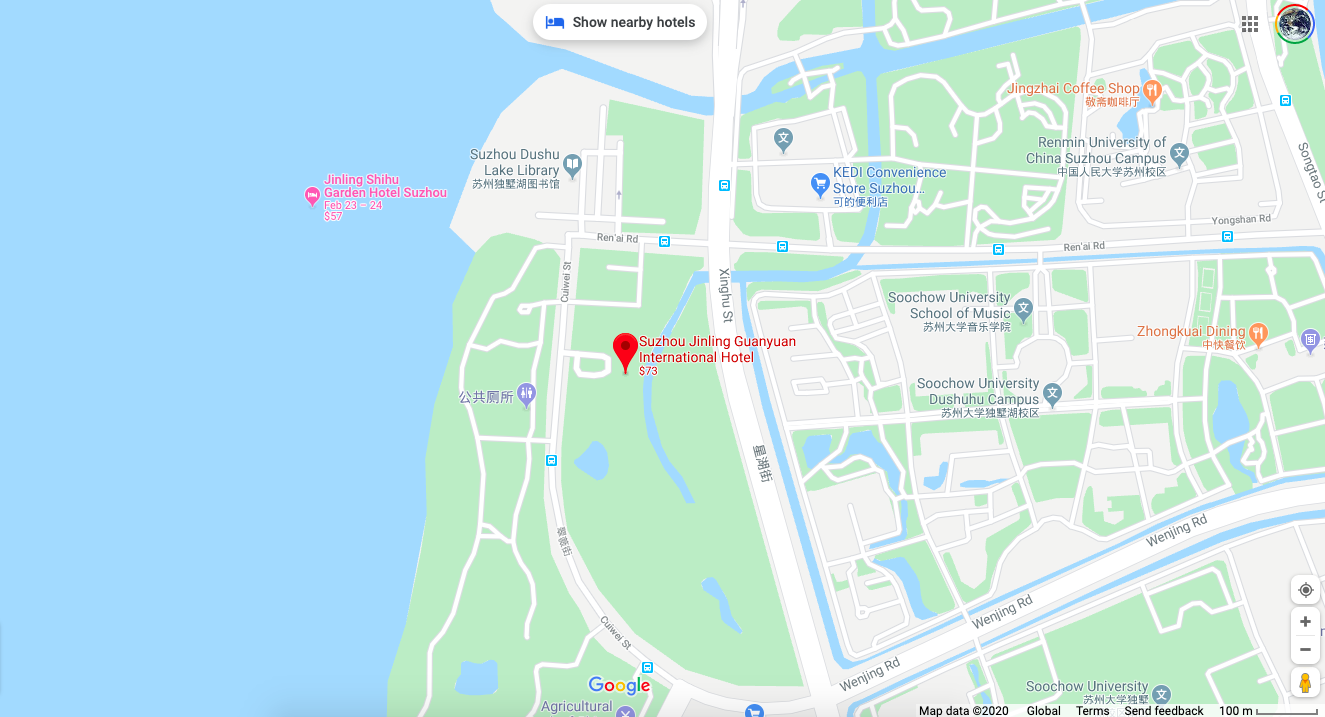 Show nearby hotels
Jingzhai Coffee Shop
敬斋咖啡厅
Renmin University of
China Suzhou Campus
中国人民大学苏州校区
文
文
Suzhou Dushu
Lake Library
苏州独墅湖图书馆
KEDI Convenience
Store Suzhou...
可的便利店
Jinling Shihu
Garden Hotel Suzhou
Feb 23 – 24
$57
Songtao St
Yongshan Rd
Ren'ai Rd
Ren'ai Rd
Cuiwei St
Xinghu St
Soochow University
School of Music
苏州大学音乐学院
文
Zhongkuai Dining
中快餐饮
Suzhou Jinling Guanyuan
International Hotel
$73
Soochow University
Dushuhu Campus
苏州大学独墅湖校区
文
公共厕所
星湖街
翠薇街
Wenjing Rd
Wenjing Rd
Wenjing Rd
Cuiwei St
Google
Agricultural
Soochow University
苏州大学独墅
文
Map data ©2020 Global Terms Send feedback 100 m